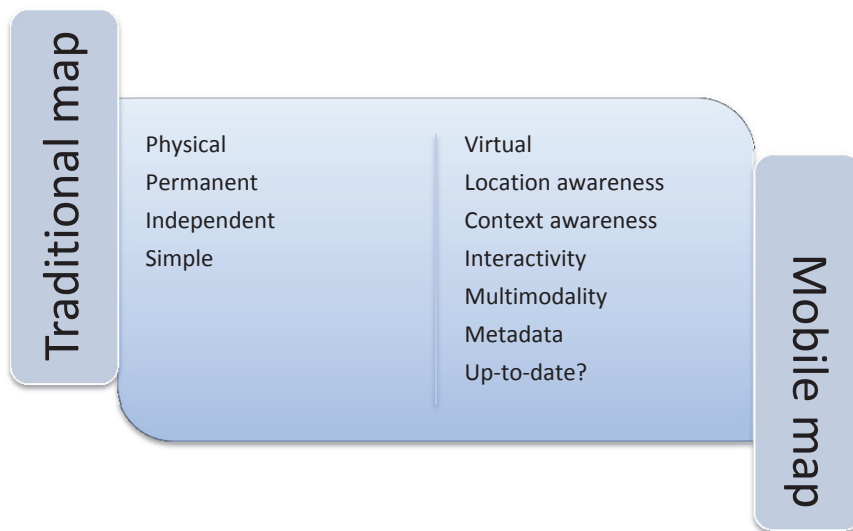 Traditional map
Physical
Permanent
Independent
Simple
Virtual
Location awareness
Context awareness
Interactivity
Multimodality
Metadata
Up-to-date?
Mobile map